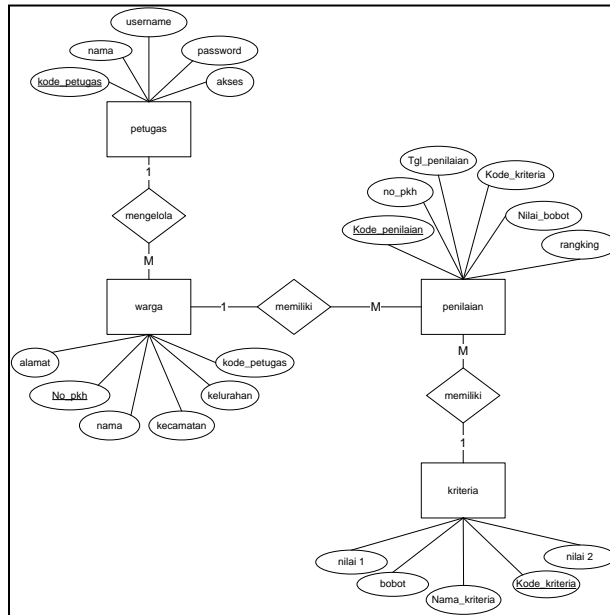 username
nama
password
kode_petugas
akses
petugas
1
mengelola
M
Tgl_penilaian
Kode_kriteria
no_pkh
Nilai_bobot
Kode_penilaian
rangking
warga
1
memiliki
M
penilaian
alamat
kode_petugas
No_pkh
kelurahan
nama
kecamatan
M
memiliki
1
kriteria
nilai 1
nilai 2
bobot
Kode_kriteria
Nama_kriteria